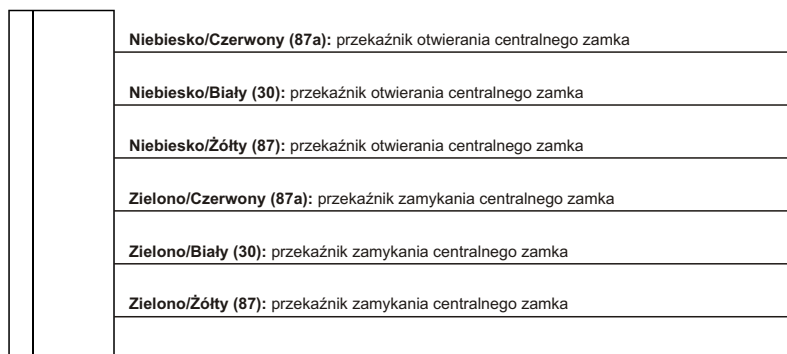 Niebiesko/Czerwony (87a): przekaźnik otwierania centralnego zamka
Niebiesko/Biały (30): przekaźnik otwierania centralnego zamka
Niebiesko/Żółty (87): przekaźnik otwierania centralnego zamka
Zielono/Czerwony (87a): przekaźnik zamykania centralnego zamka
Zielono/Biały (30): przekaźnik zamykania centralnego zamka
Zielono/Żółty (87): przekaźnik zamykania centralnego zamka